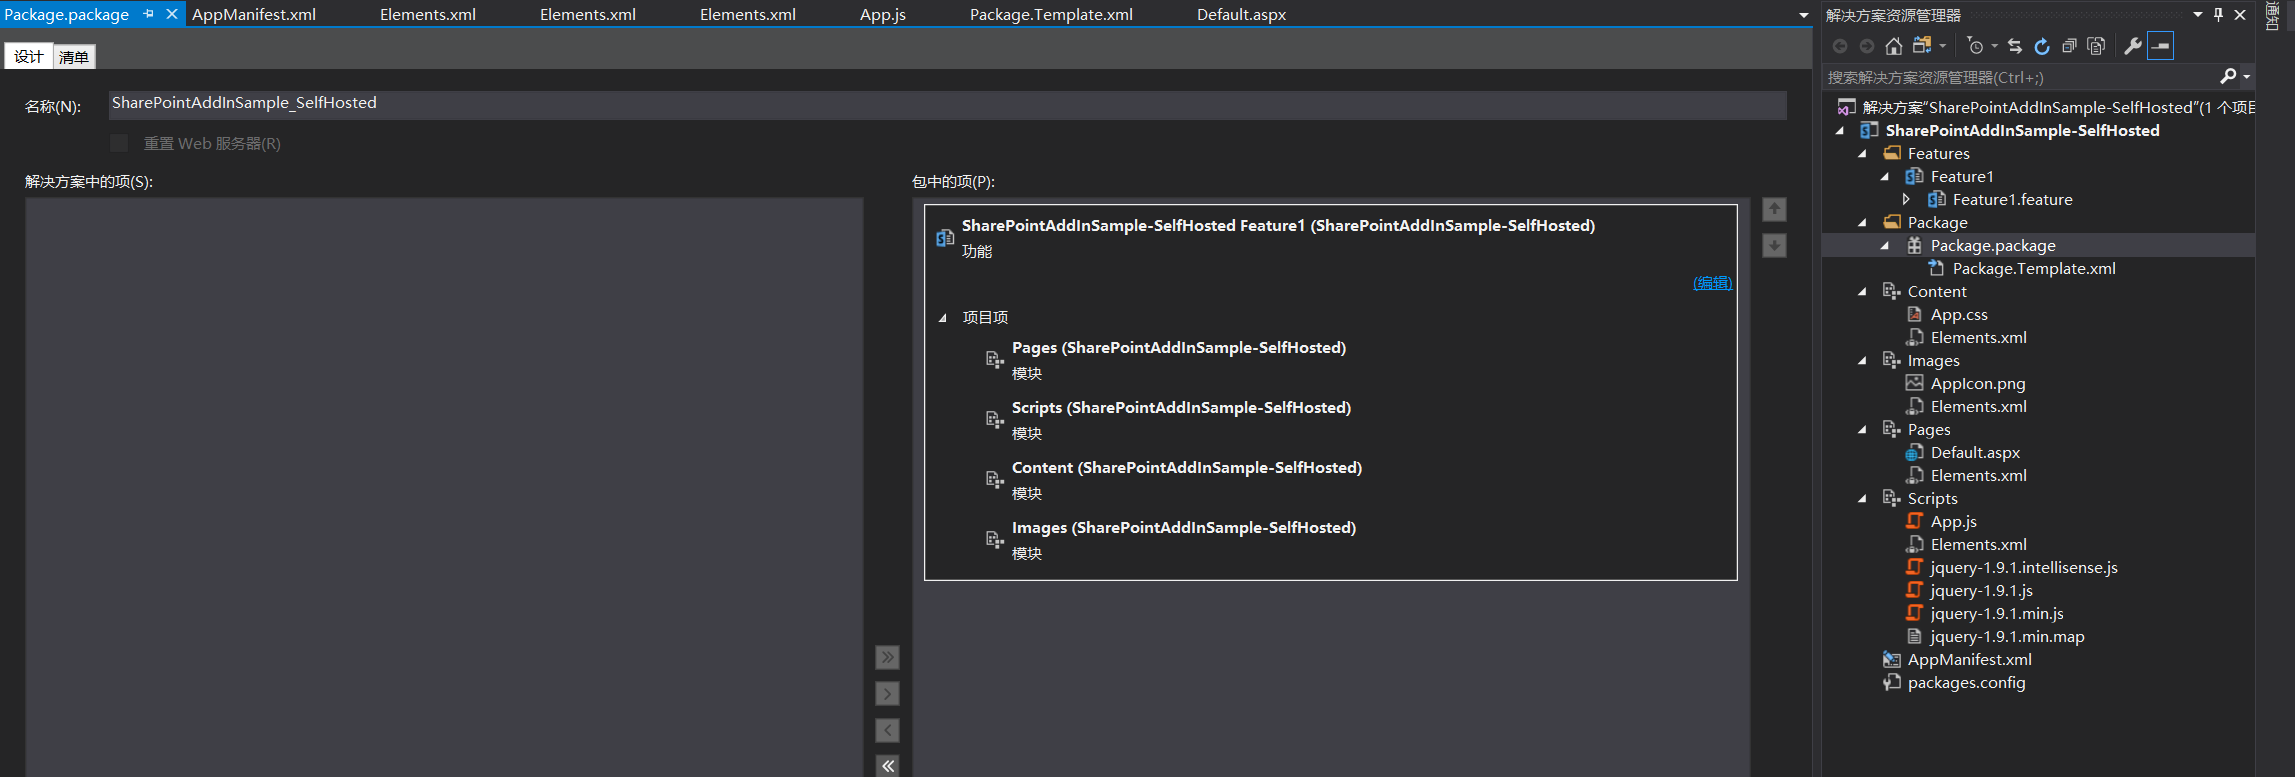 Package.package
AppManifest.xml
Elements.xml
Elements.xml
Elements.xml
App.js
Package.Template.xml
Default.aspx
设计
清单
名称(N):
SharePointAddInSample_SelfHosted
重置 Web 服务器(R)
解决方案中的项(S):
包中的项(P):
SharePointAddInSample-SelfHosted Feature1 (SharePointAddInSample-SelfHosted)
功能
(编辑)
项目项
Pages (SharePointAddInSample-SelfHosted)
模块
Scripts (SharePointAddInSample-SelfHosted)
模块
Content (SharePointAddInSample-SelfHosted)
模块
Images (SharePointAddInSample-SelfHosted)
模块
解决方案资源管理器
搜索解决方案资源管理器(Ctrl+;)
解决方案"SharePointAddInSample-SelfHosted"(1 个项目
SharePointAddInSample-SelfHosted
Features
Feature1
Feature1.feature
Package
Package.package
Package.Template.xml
Content
App.css
Elements.xml
Images
AppIcon.png
Elements.xml
Pages
Default.aspx
Elements.xml
Scripts
App.js
Elements.xml
jquery-1.9.1.intellisense.js
jquery-1.9.1.js
jquery-1.9.1.min.js
jquery-1.9.1.min.map
AppManifest.xml
packages.config
通知